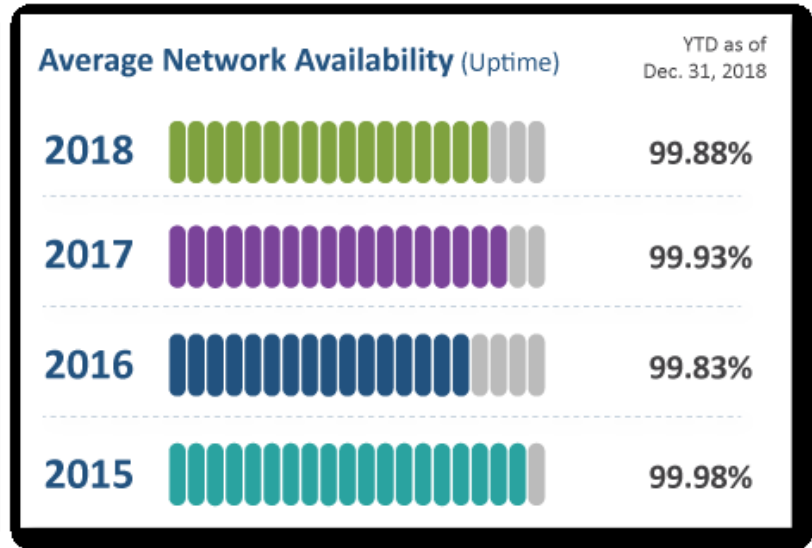 Average Network Availability (Uptime)
YTD as of
Dec. 31, 2018
2018 99.88%
2017 99.93%
2016 99.83%
2015 99.98%